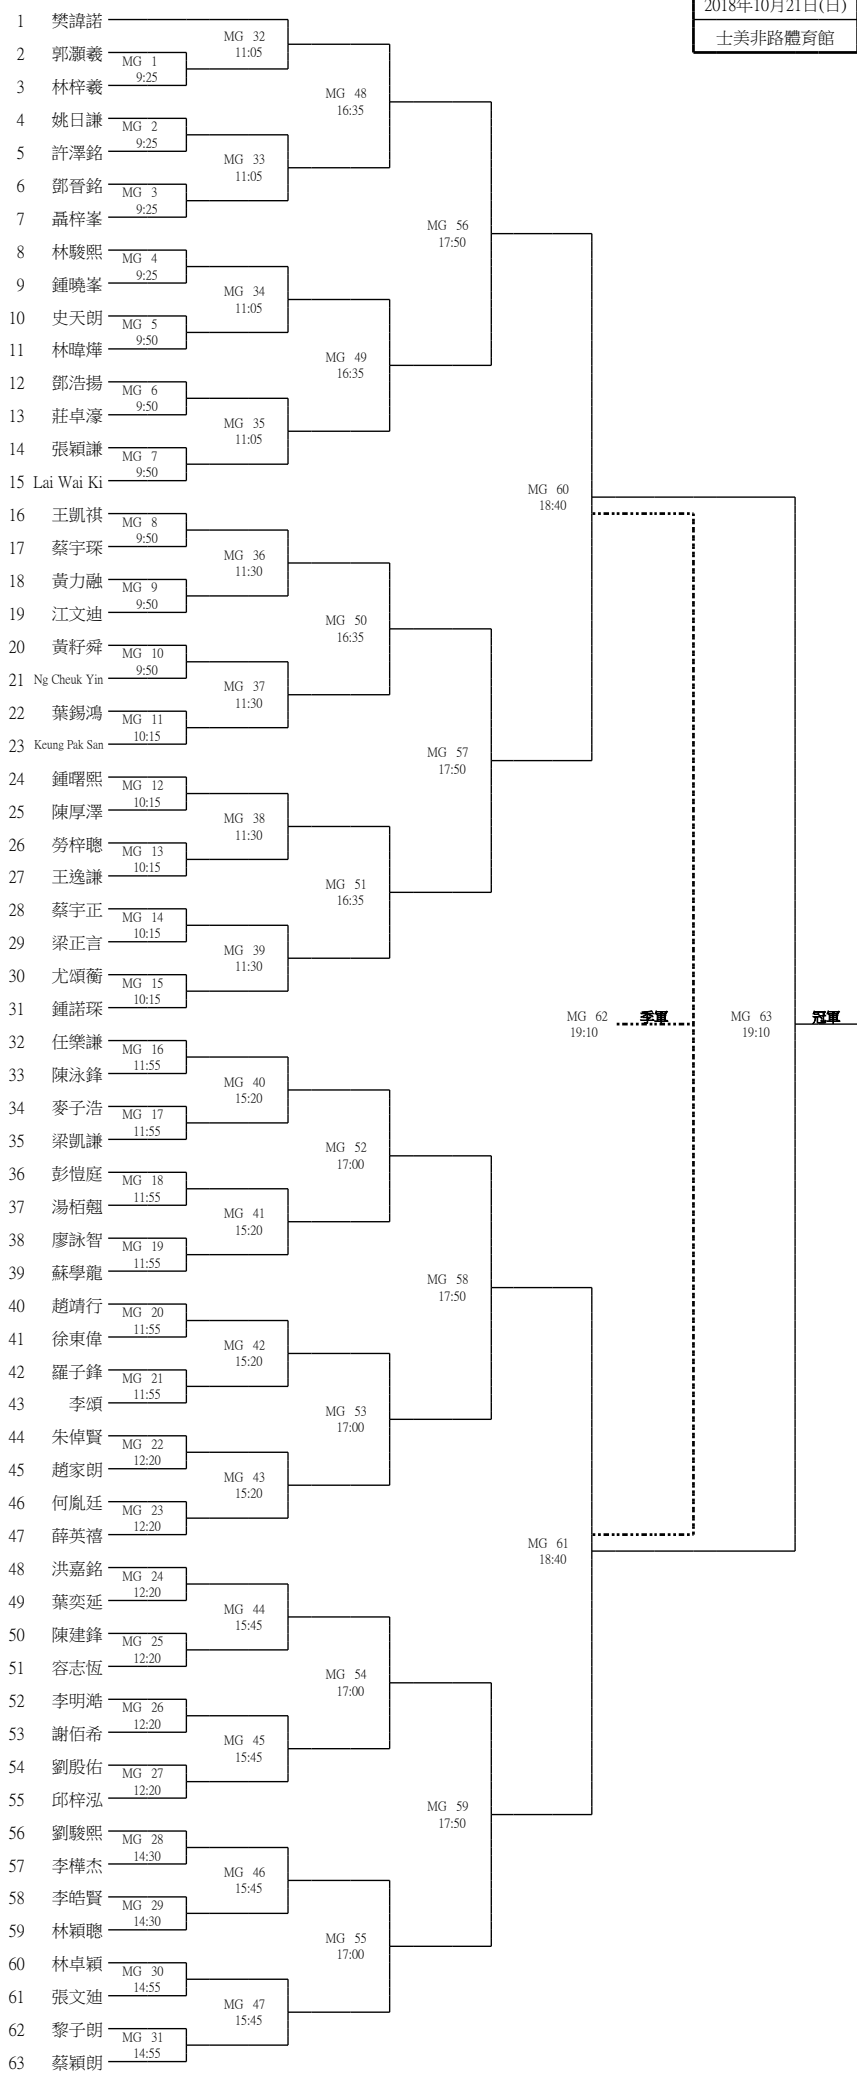 2018年10月21日(日)
士美非路體育館
1 樊諱諾
MG 32
11:05
2 郭灝羲
MG 1
9:25
3 林梓羲
MG 48
16:35
4 姚日謙
MG 2
9:25
5 許澤銘
MG 33
11:05
6 鄧晉銘
MG 3
9:25
7 聶梓峯
MG 56
17:50
8 林駿熙
MG 4
9:25
9 鍾曉峯
MG 34
11:05
10 史天朗
MG 5
9:50
11 林暐燁
MG 49
16:35
12 鄧浩揚
MG 6
9:50
13 莊卓濠
MG 35
11:05
14 張穎謙
MG 7
9:50
15 Lai Wai Ki
MG 60
18:40
16 王凱祺
MG 8
9:50
17 蔡宇琛
MG 36
11:30
18 黃力融
MG 9
9:50
19 江文迪
MG 50
16:35
20 黃籽舜
MG 10
9:50
21 Ng Cheuk Yin
MG 37
11:30
22 葉錫鴻
MG 11
10:15
23 Keung Pak San
MG 57
17:50
24 鍾曙熙
MG 12
10:15
25 陳厚澤
MG 38
11:30
26 勞梓聰
MG 13
10:15
27 王逸謙
MG 51
16:35
28 蔡宇正
MG 14
10:15
29 梁正言
MG 39
11:30
30 尤頌蘅
MG 15
10:15
31 鍾諾琛
MG 62
19:10
季軍
MG 63
19:10
冠軍
32 任樂謙
MG 16
11:55
33 陳泳鋒
MG 40
15:20
34 麥子浩
MG 17
11:55
35 梁凱謙
MG 52
17:00
36 彭愷庭
MG 18
11:55
37 湯栢翹
MG 41
15:20
38 廖詠智
MG 19
11:55
39 蘇學龍
MG 58
17:50
40 趙靖行
MG 20
11:55
41 徐東偉
MG 42
15:20
42 羅子鋒
MG 21
11:55
43 李頌
MG 53
17:00
44 朱倬賢
MG 22
12:20
45 趙家朗
MG 43
15:20
46 何胤廷
MG 23
12:20
47 薛英禧
MG 61
18:40
48 洪嘉銘
MG 24
12:20
49 葉奕延
MG 44
15:45
50 陳建鋒
MG 25
12:20
51 容志恆
MG 54
17:00
52 李明澔
MG 26
12:20
53 謝佰希
MG 45
15:45
54 劉殷佑
MG 27
12:20
55 邱梓泓
MG 59
17:50
56 劉駿熙
MG 28
14:30
57 李樺杰
MG 46
15:45
58 李皓賢
MG 29
14:30
59 林穎聰
MG 55
17:00
60 林卓穎
MG 30
14:55
61 張文廸
MG 47
15:45
62 黎子朗
MG 31
14:55
63 蔡穎朗